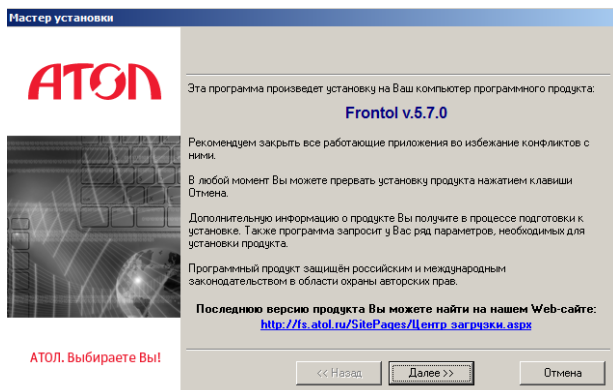 Мастер установки
АТОЛ
Эта программа произведет установку на Ваш компьютер программного продукта:
Frontol v.5.7.0
Рекомендуем закрыть все работающие приложения во избежание конфликтов с
ними.
В любой момент Вы можете прервать установку продукта нажатием клавиши
Отмена.
Дополнительную информацию о продукте Вы получите в процессе подготовки к
установке. Также программа запросит у Вас ряд параметров, необходимых для
установки продукта.
Программный продукт защищён российским и международным
законодательством в области охраны авторских прав.
Последнюю версию продукта Вы можете найти на нашем Web-сайте:
http://fs.atol.ru/SitePages/Центр загрузки.aspx
АТОЛ. Выбираете Вы!
<< Назад Далее >> Отмена